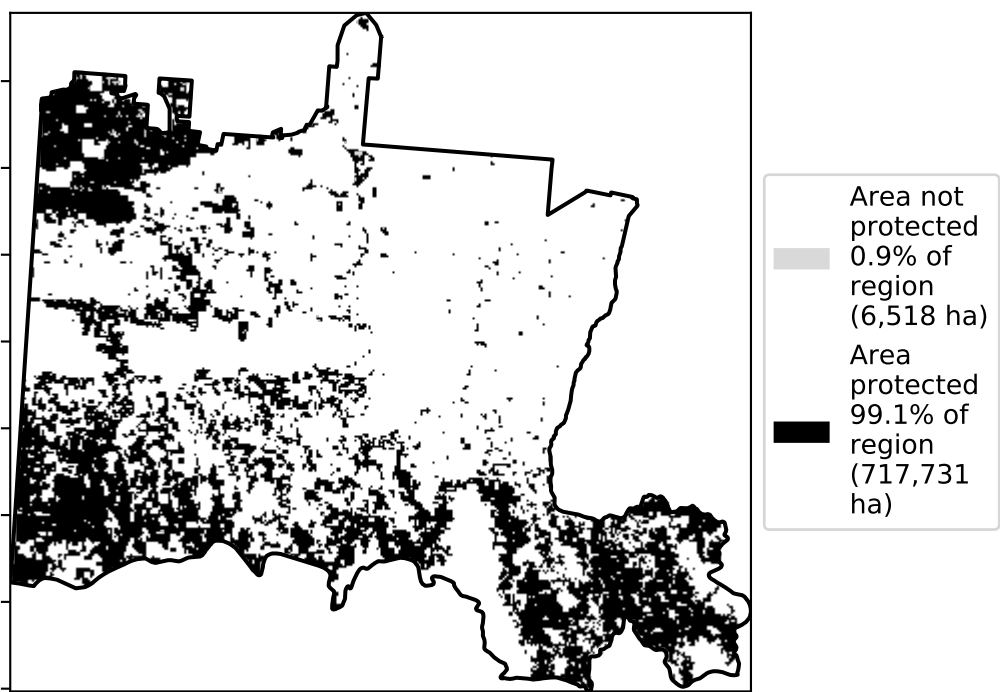 Area not
protected
0.9% of
region
(6,518 ha)
Area
protected
99.1% of
region
(717,731
ha)